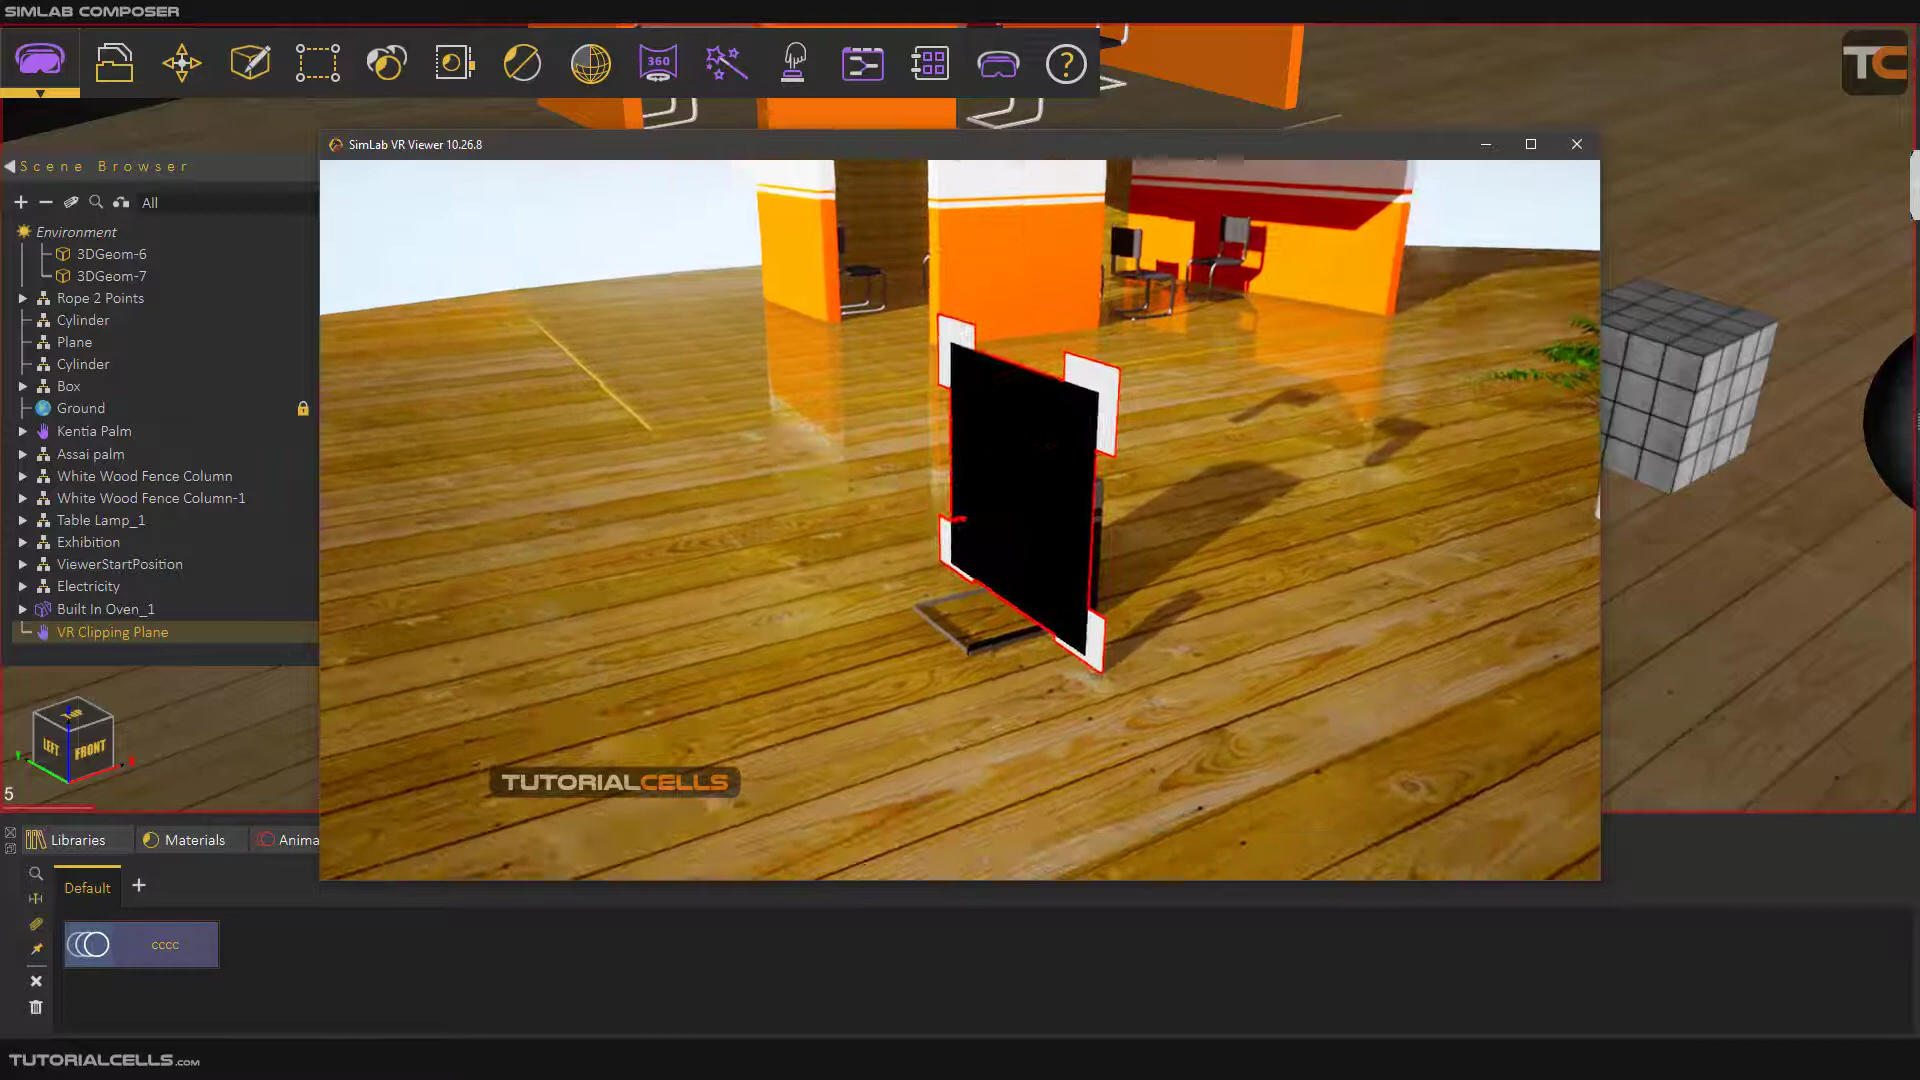 SIMLAB COMPOSER
360
?
TC
SimLab VR Viewer 10.26.8
Scene Browser
All
Environment
3DGeom-6
3DGeom-7
Rope 2 Points
Cylinder
Plane
Cylinder
Box
Ground
Kentia Palm
Assai palm
White Wood Fence Column
White Wood Fence Column-1
Table Lamp_1
Exhibition
ViewerStartPosition
Electricity
Built In Oven_1
VR Clipping Plane
TOP
LEFT
FRONT
5
TUTORIALCELLS
Libraries
Materials
Anima
Default
cccc
TUTORIALCELLS.COM